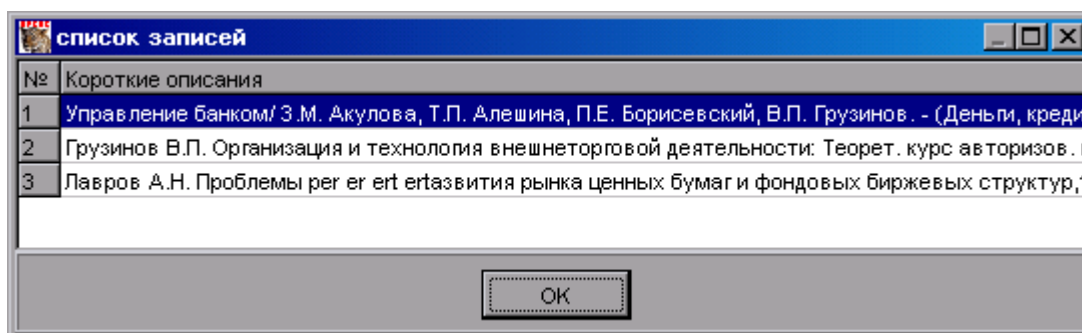 список записей
№ Короткие описания
1 Управление банком/ З.М. Акулова, Т.П. Алешина, П.Е. Борисевский, В.П. Грузинов. - (Деньги, креди
2 Грузинов В.П. Организация и технология внешнеторговой деятельности: Теорет. курс авторизов.
3 Лавров А.Н. Проблемы per er ert ertазвития рынка ценных бумаг и фондовых биржевых структур,
OK